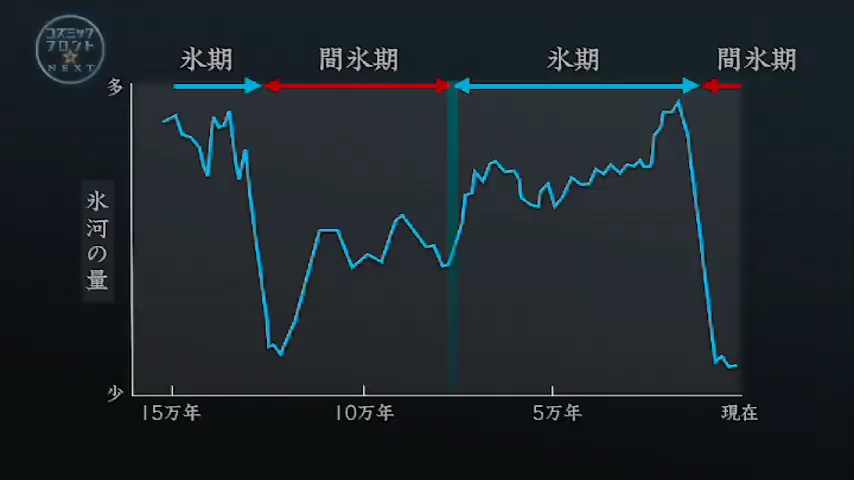 コズミック
フロント
☆
NEXT
氷期 間氷期 氷期 間氷期
多
氷河の量
少
15万年 10万年 5万年 現在